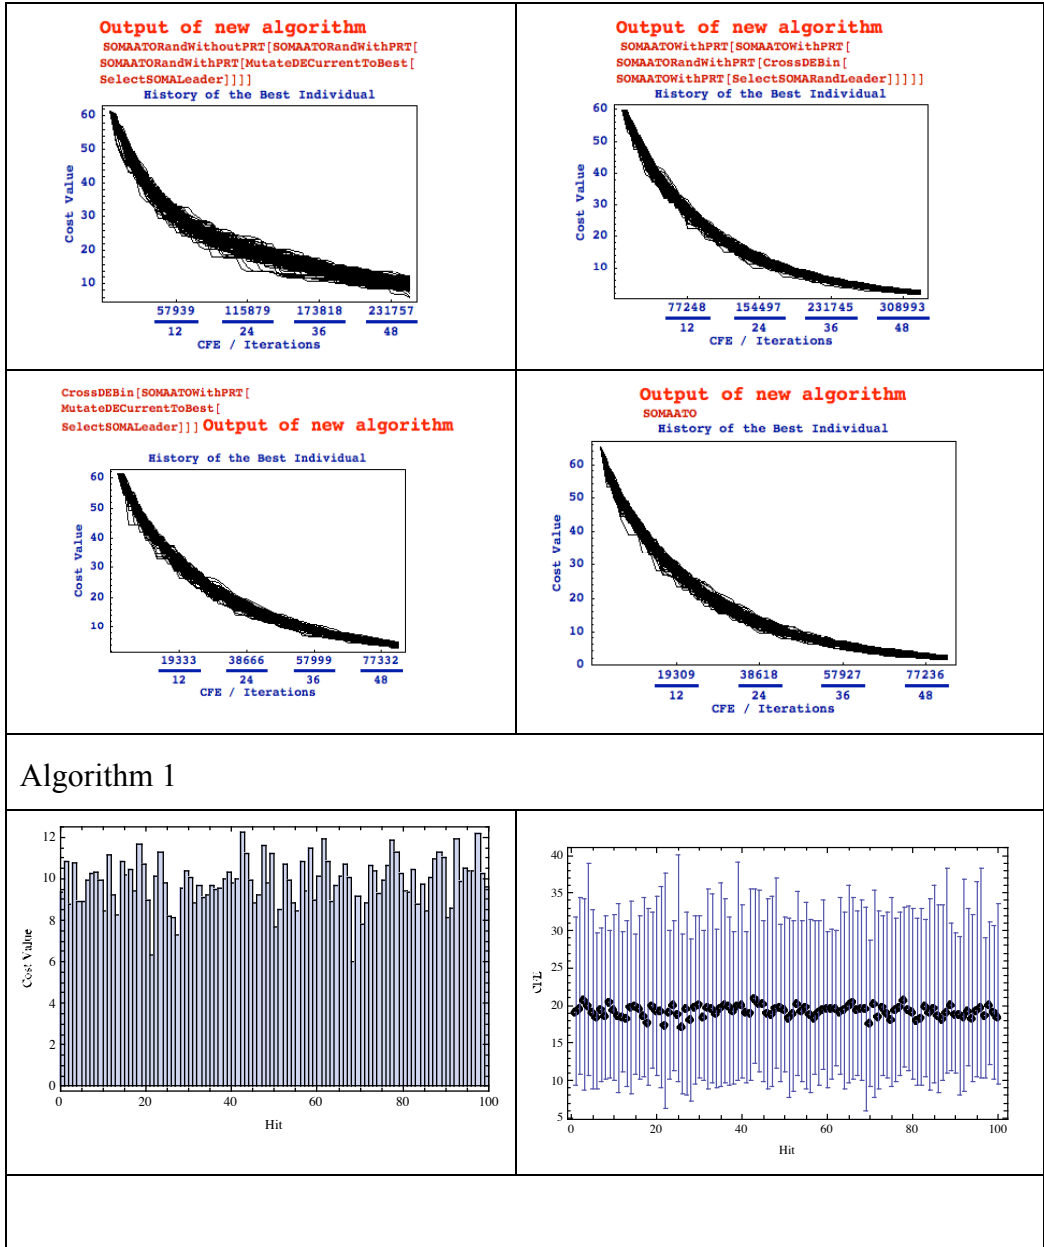 Output of new algorithm
SOMAATORandWithoutPRT[SOMAATORandWithPRT[
SOMAATORandWithPRT[MutateDECurrentToBest[
SelectSOMALeader]]]]
History of the Best Individual
60
50
40
30
20
10
Cost Value
57939 115879 173818 231757
12 24 36 48
CFE / Iterations
Output of new algorithm
SOMAATOWithPRT[SOMAATOWithPRT[
SOMAATORandWithPRT[CrossDEBin[
SOMAATOWithPRT[SelectSOMARandLeader]]]]]
History of the Best Individual
60
50
40
30
20
10
Cost Value
77248 154497 231745 308993
12 24 36 48
CFE / Iterations
CrossDEBin[SOMAATOWithPRT[
MutateDECurrentToBest[
SelectSOMALeader]]] Output of new algorithm
History of the Best Individual
60
50
40
30
20
10
Cost Value
19333 38666 57999 77332
12 24 36 48
CFE / Iterations
Output of new algorithm
SOMAATO
History of the Best Individual
60
50
40
30
20
10
0
Cost Value
19309 38618 57927 77236
12 24 36 48
CFE / Iterations
Algorithm 1
12
10
8
6
4
2
0
Cost Value
0 20 40 60 80 100
Hit
40
35
30
25
20
15
10
5
CFE
0 20 40 60 80 100
Hit